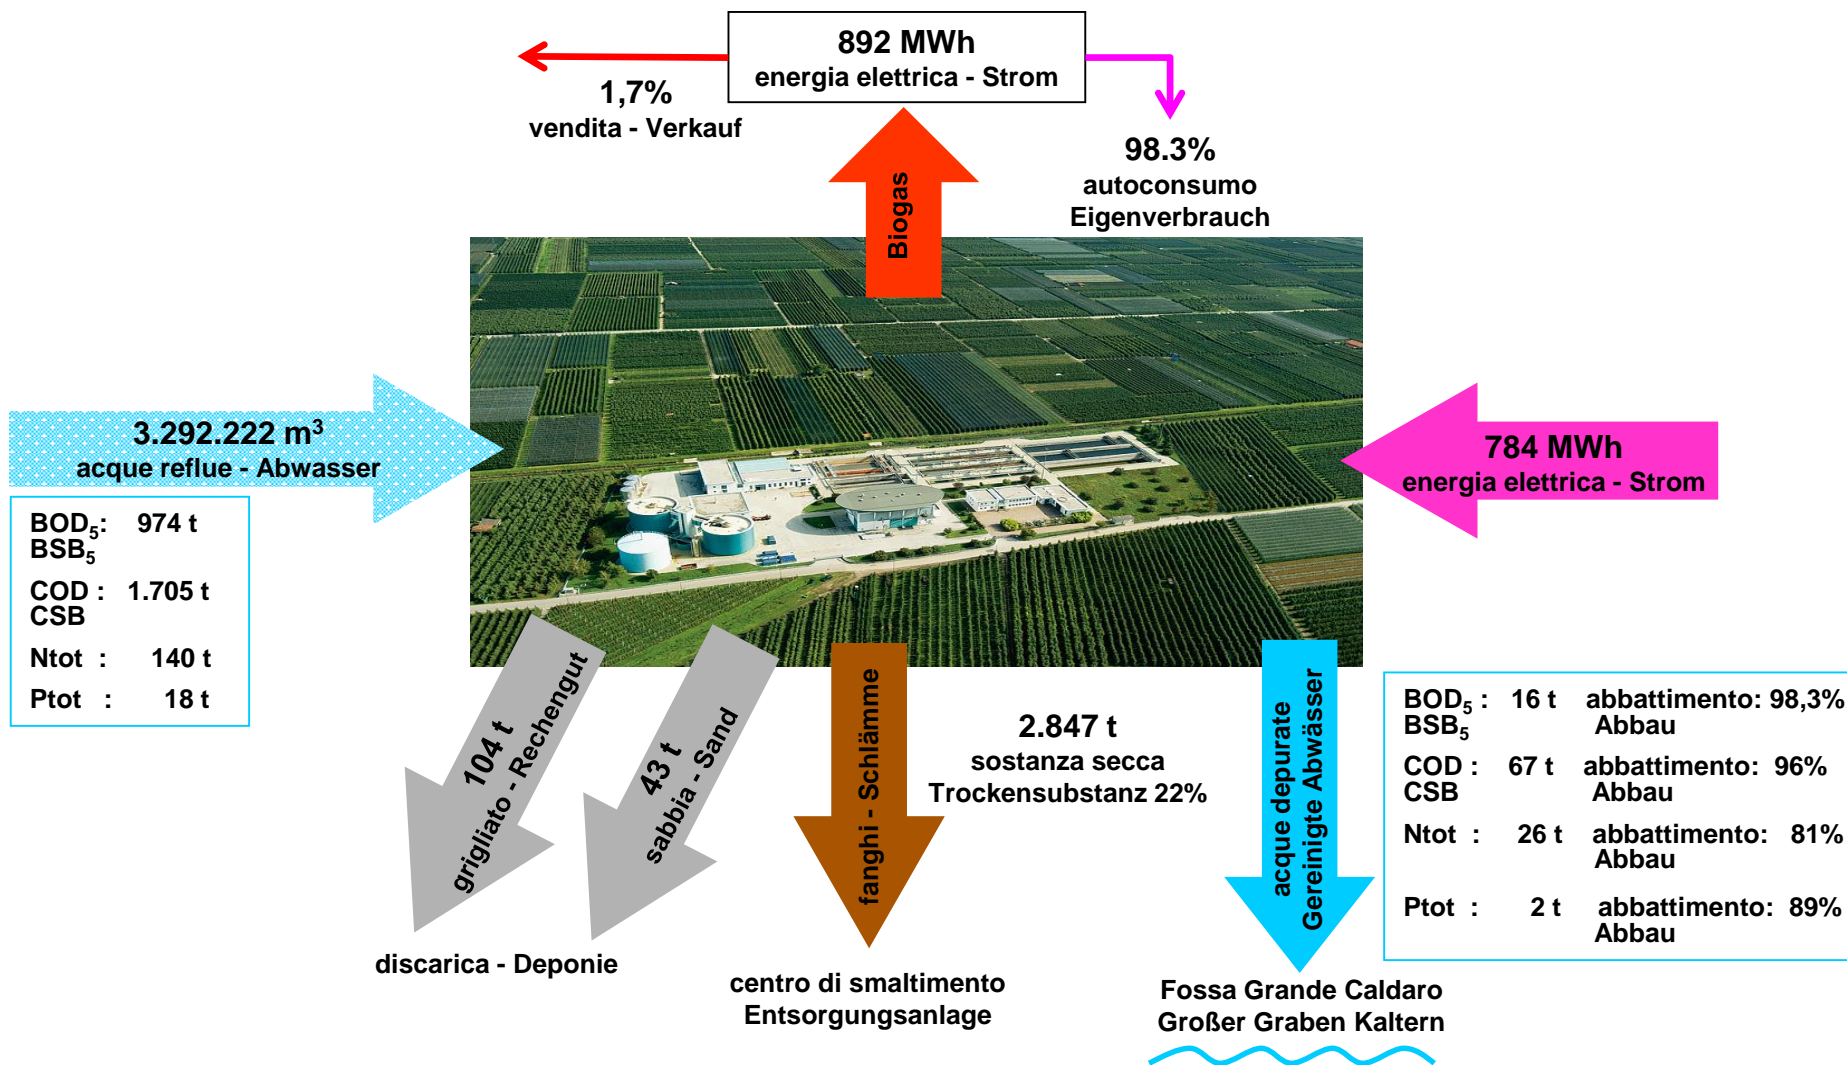 892 MWh
energia elettrica - Strom
1,7%
vendita - Verkauf
98.3%
autoconsumo
Eigenverbrauch
Biogas
3.292.222 m³
acque reflue - Abwasser
784 MWh
energia elettrica - Strom
BOD₅: 974 t
BSB₅
COD : 1.705 t
CSB
Ntot : 140 t
Ptot : 18 t
104 t
grigliato - Rechengut
43 t
sabbia - Sand
discarica - Deponie
fanghi - Schlämme
2.847 t
sostanza secca
Trockensubstanz 22%
centro di smaltimento
Entsorgungsanlage
acque depurate
Gereinigte Abwässer
Fossa Grande Caldaro
Großer Graben Kaltern
BOD₅ : 16 t abbattimento: 98,3%
BSB₅ Abbau
COD : 67 t abbattimento: 96%
CSB Abbau
Ntot : 26 t abbattimento: 81%
Abbau
Ptot : 2 t abbattimento: 89%
Abbau